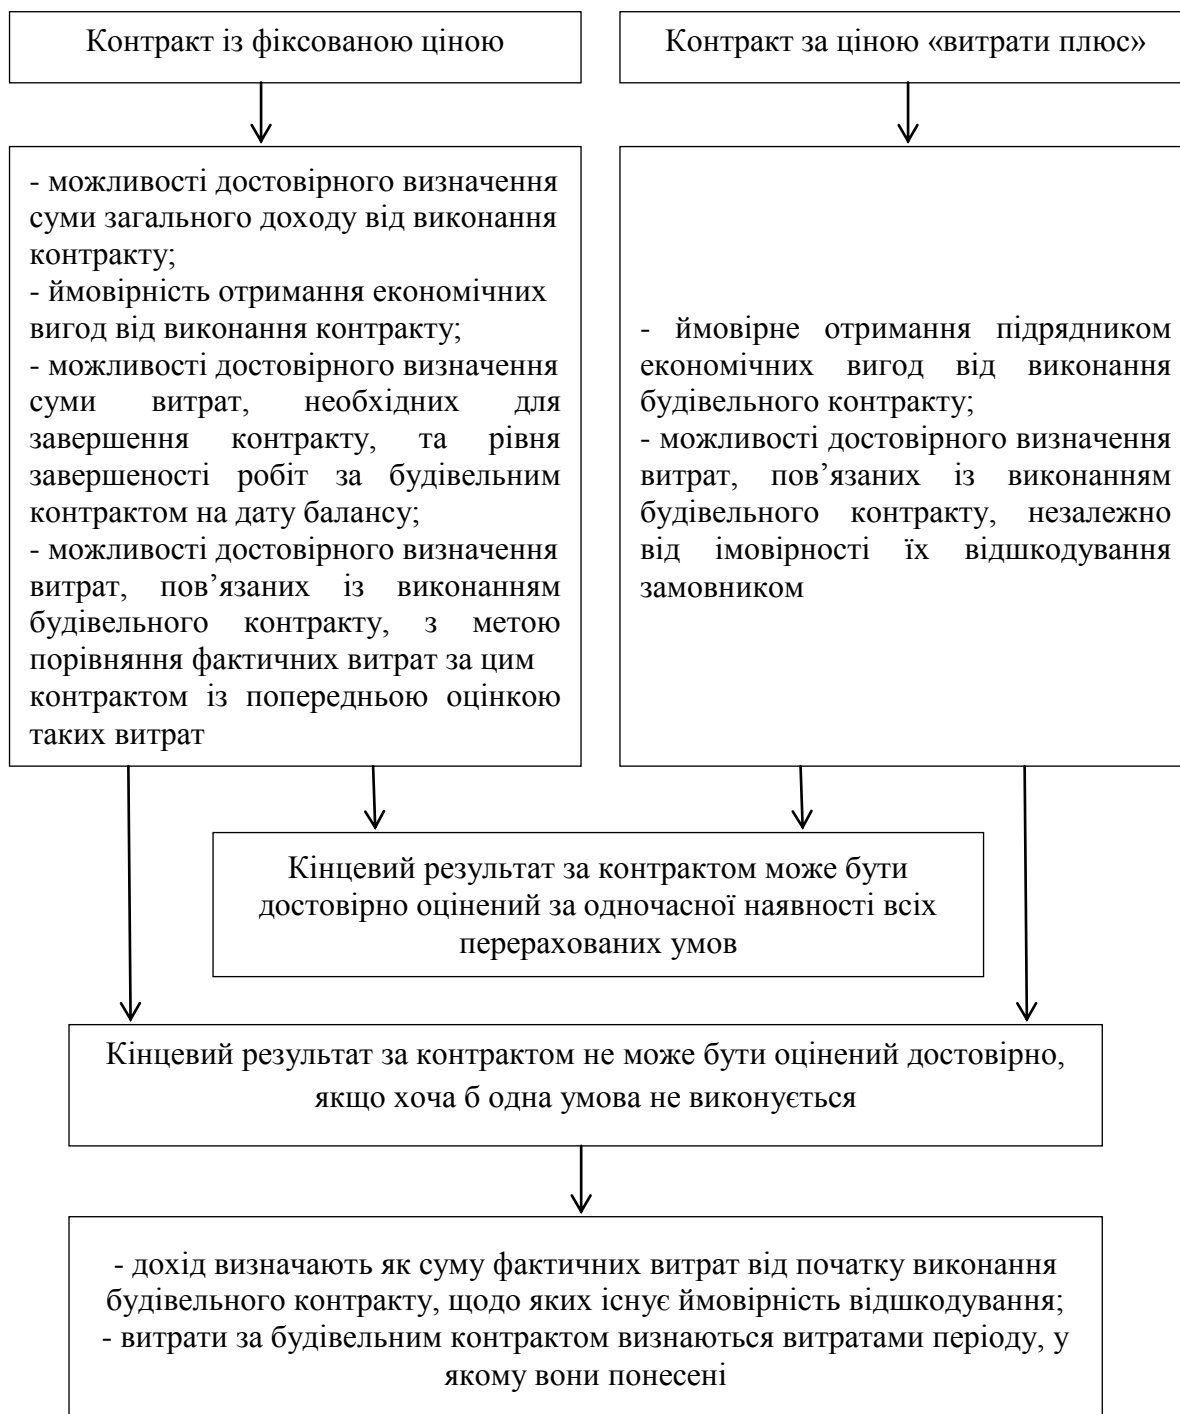 Контракт із фіксованою ціною
Контракт за ціною «витрати плюс»
- можливості достовірного визначення
суми загального доходу від виконання
контракту;
- ймовірність отримання економічних
вигод від виконання контракту;
- можливості достовірного визначення
суми витрат, необхідних для
завершення контракту, та рівня
завершеності робіт за будівельним
контрактом на дату балансу;
- можливості достовірного визначення
витрат, пов’язаних із виконанням
будівельного контракту, з метою
порівняння фактичних витрат за цим
контрактом із попередньою оцінкою
таких витрат
- ймовірне отримання підрядником
економічних вигод від виконання
будівельного контракту;
- можливості достовірного визначення
витрат, пов’язаних із виконанням
будівельного контракту, незалежно
від імовірності їх відшкодування
замовником
Кінцевий результат за контрактом може бути
достовірно оцінений за одночасної наявності всіх
перерахованих умов
Кінцевий результат за контрактом не може бути оцінений достовірно,
якщо хоча б одна умова не виконується
- дохід визначають як суму фактичних витрат від початку виконання
будівельного контракту, щодо яких існує ймовірність відшкодування;
- витрати за будівельним контрактом визнаються витратами періоду, у
якому вони понесені